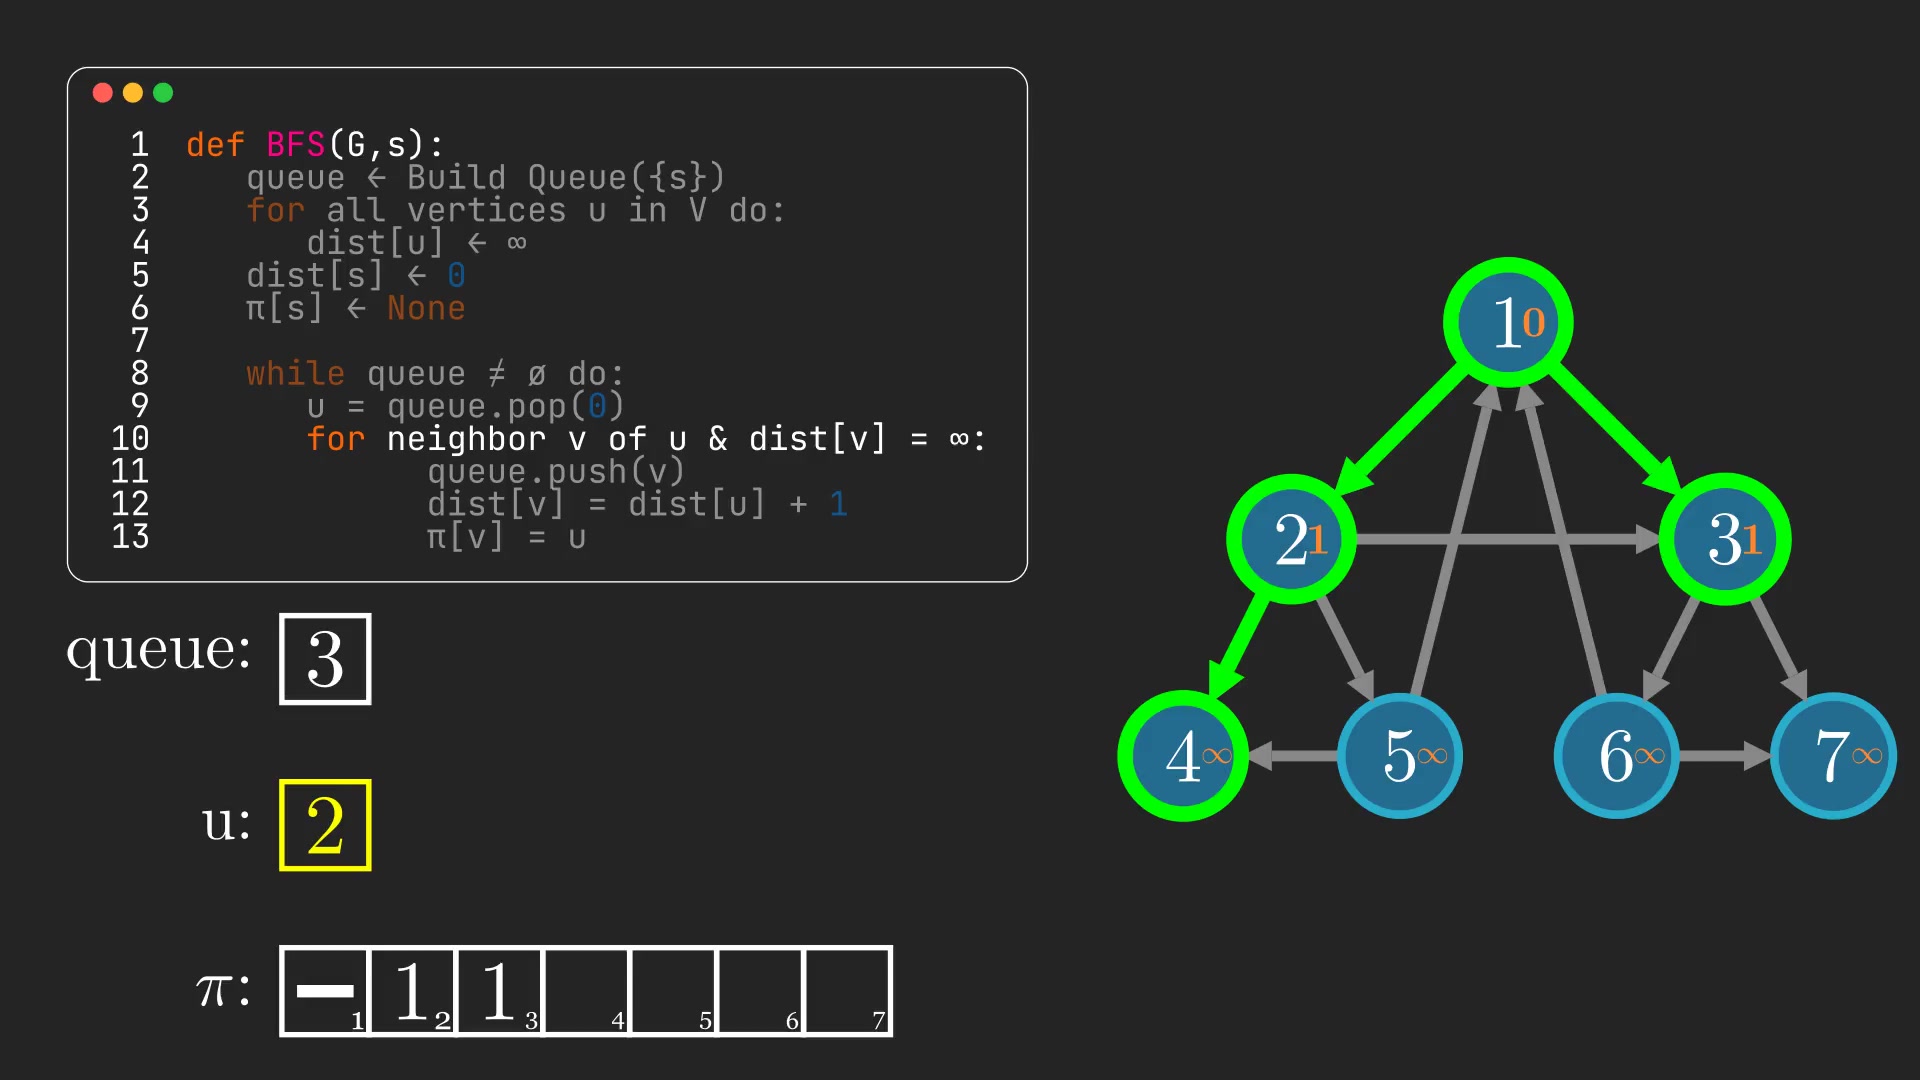 1 def BFS(G,s):
2 queue ← Build Queue({s})
3 for all vertices u in V do:
4 dist[u] ← ∞
5 dist[s] ← 0
6 π[s] ← None
7
8 while queue ≠ ø do:
9 u = queue.pop(0)
10 for neighbor v of u & dist[v] = ∞:
11 queue.push(v)
12 dist[v] = dist[u] + 1
13 π[v] = u
queue: 3
u: 2
π: – 1 1
1 2 3 4 5 6 7
1 0
2 1 3 1
4 ∞ 5 ∞ 6 ∞ 7 ∞